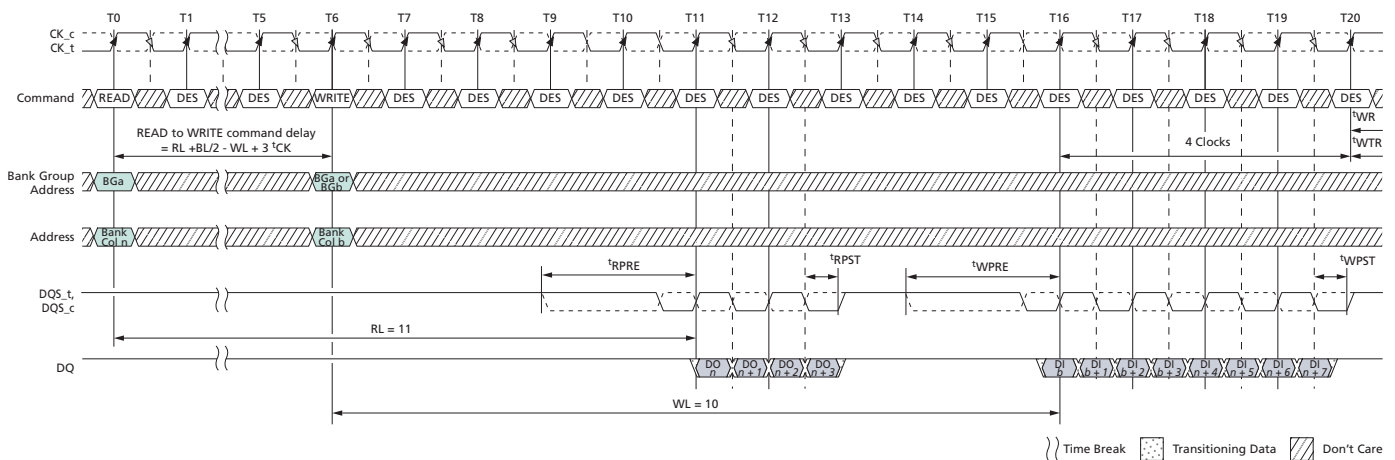 T0 T1 T5 T6 T7 T8 T9 T10 T11 T12 T13 T14 T15 T16 T17 T18 T19 T20
CK_c
CK_t
Command READ DES DES WRITE DES DES DES DES DES DES DES DES DES DES DES DES DES DES
tWR
READ to WRITE command delay
= RL +BL/2 - WL + 3 tCK
4 Clocks
tWTR
Bank Group
Address
BGa
BGa or
BGb
Address
Bank
Col n
Bank
Col b
tRPRE
tRPST
tWPRE
tWPST
DQS_t,
DQS_c
RL = 11
DQ
DO
n
DO
n + 1
DO
n + 2
DO
n + 3
DI
b
DI
b + 1
DI
b + 2
DI
b + 3
DI
n + 4
DI
n + 5
DI
n + 6
DI
n + 7
WL = 10
Time Break Transitioning Data Don't Care